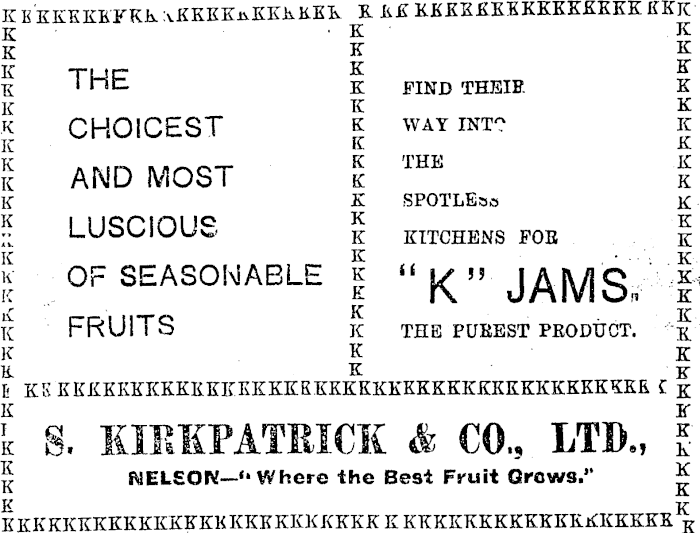 THE
CHOICEST
AND MOST
LUSCIOUS
OF SEASONABLE
FRUITS
FIND THEIR
WAY INTO
THE
SPOTLESS
KITCHENS FOR
"K" JAMS,
THE PUREST PRODUCT.
S. KIRKPATRICK & CO., LTD.,
NELSON—"Where the Best Fruit Grows."